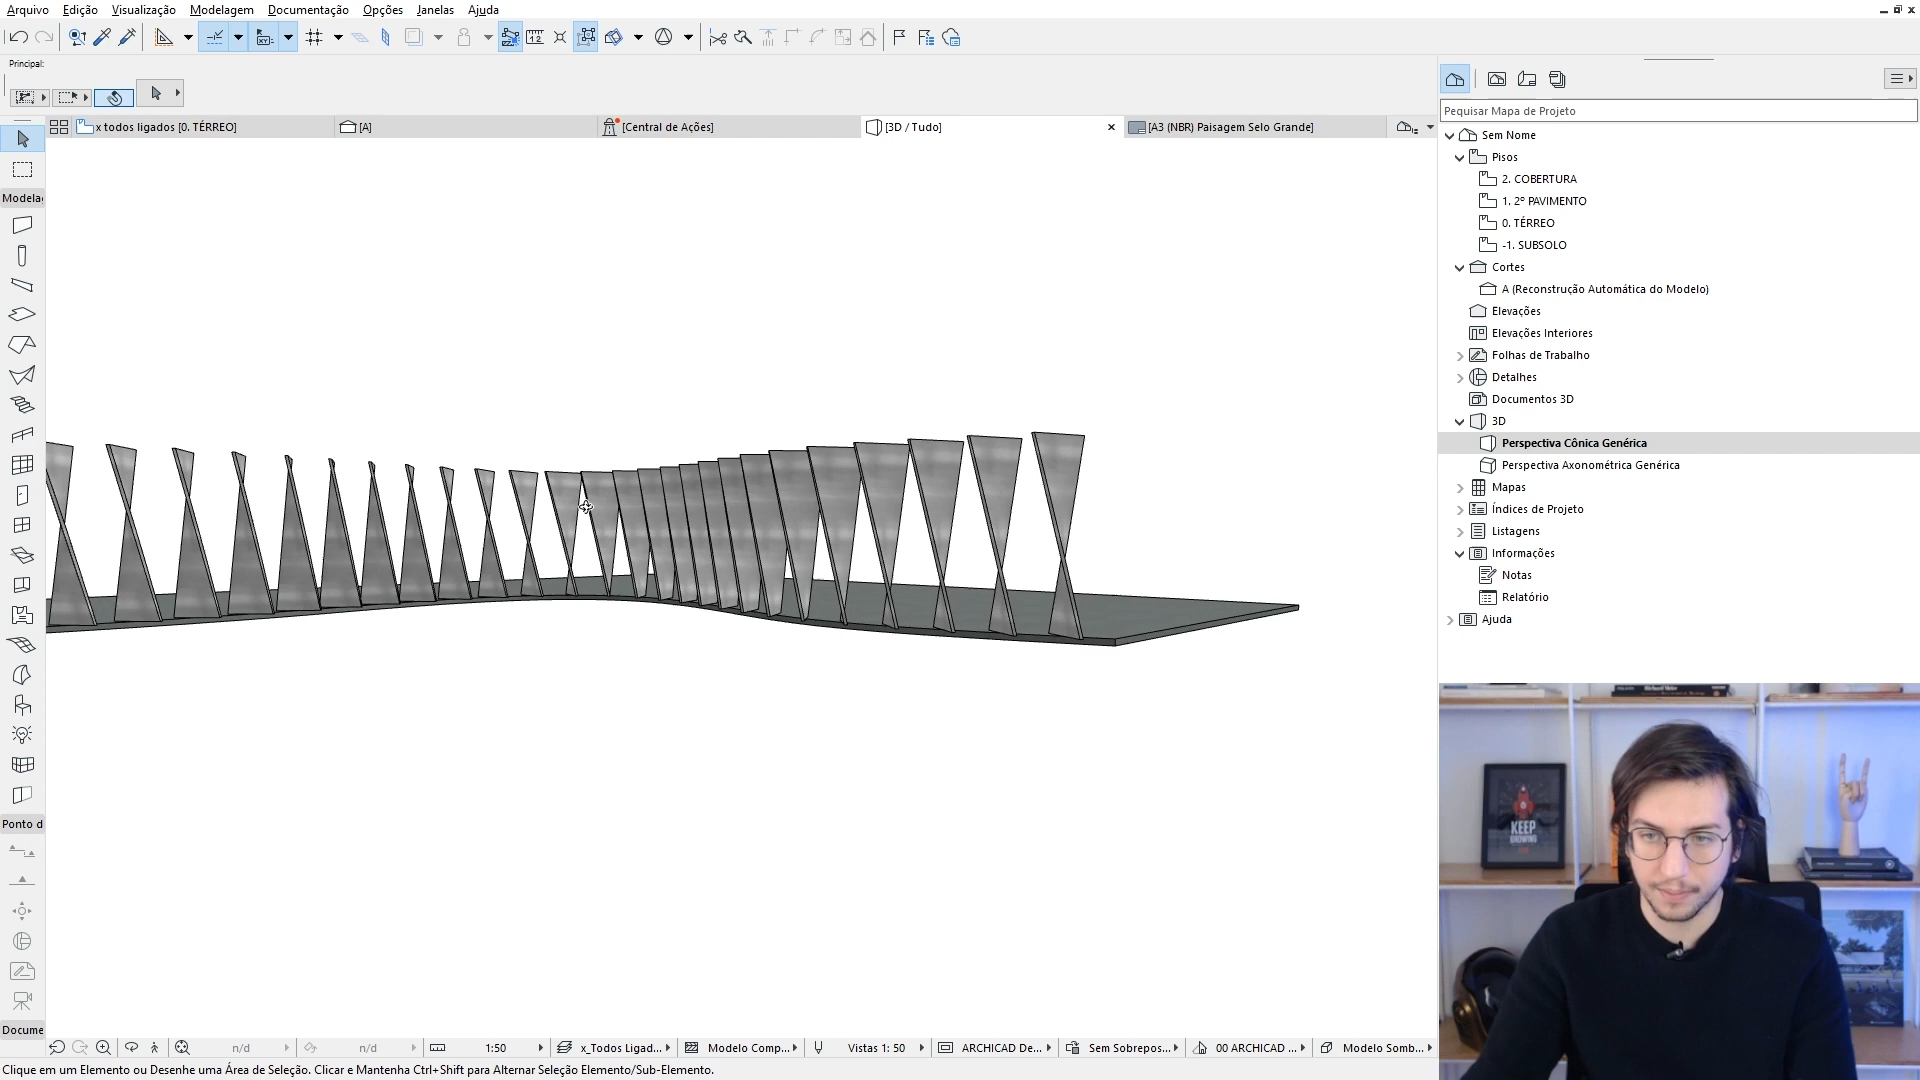 Arquivo Edição Visualização Modelagem Documentação Opções Janelas Ajuda
Principal:
x todos ligados [0. TÉRREO]
[A]
[Central de Ações]
[3D / Tudo]
[A3 (NBR) Paisagem Selo Grande]
Pequisar Mapa de Projeto
Sem Nome
Pisos
2. COBERTURA
1. 2º PAVIMENTO
0. TÉRREO
-1. SUBSOLO
Cortes
A (Reconstrução Automática do Modelo)
Elevações
Elevações Interiores
Folhas de Trabalho
Detalhes
Documentos 3D
3D
Perspectiva Cônica Genérica
Perspectiva Axonométrica Genérica
Mapas
Índices de Projeto
Listagens
Informações
Notas
Relatório
Ajuda
Modela
Ponto d
Docume
KEEP
GROWING
n/d n/d 1:50 x_Todos Ligad... Modelo Comp... Vistas 1: 50 ARCHICAD De... Sem Sobrepos... 00 ARCHICAD ... Modelo Somb...
Clique em um Elemento ou Desenhe uma Área de Seleção. Clicar e Mantenha Ctrl+Shift para Alternar Seleção Elemento/Sub-Elemento.